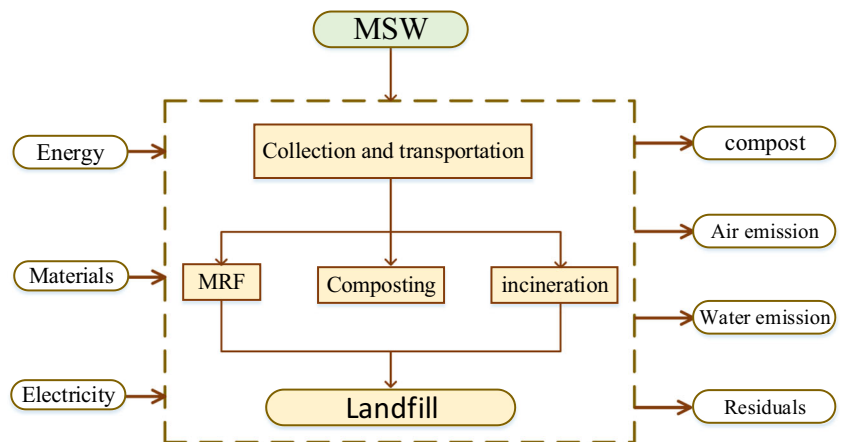 MSW
Energy
Collection and transportation
compost
Air emission
Materials
MRF
Composting
incineration
Water emission
Electricity
Landfill
Residuals